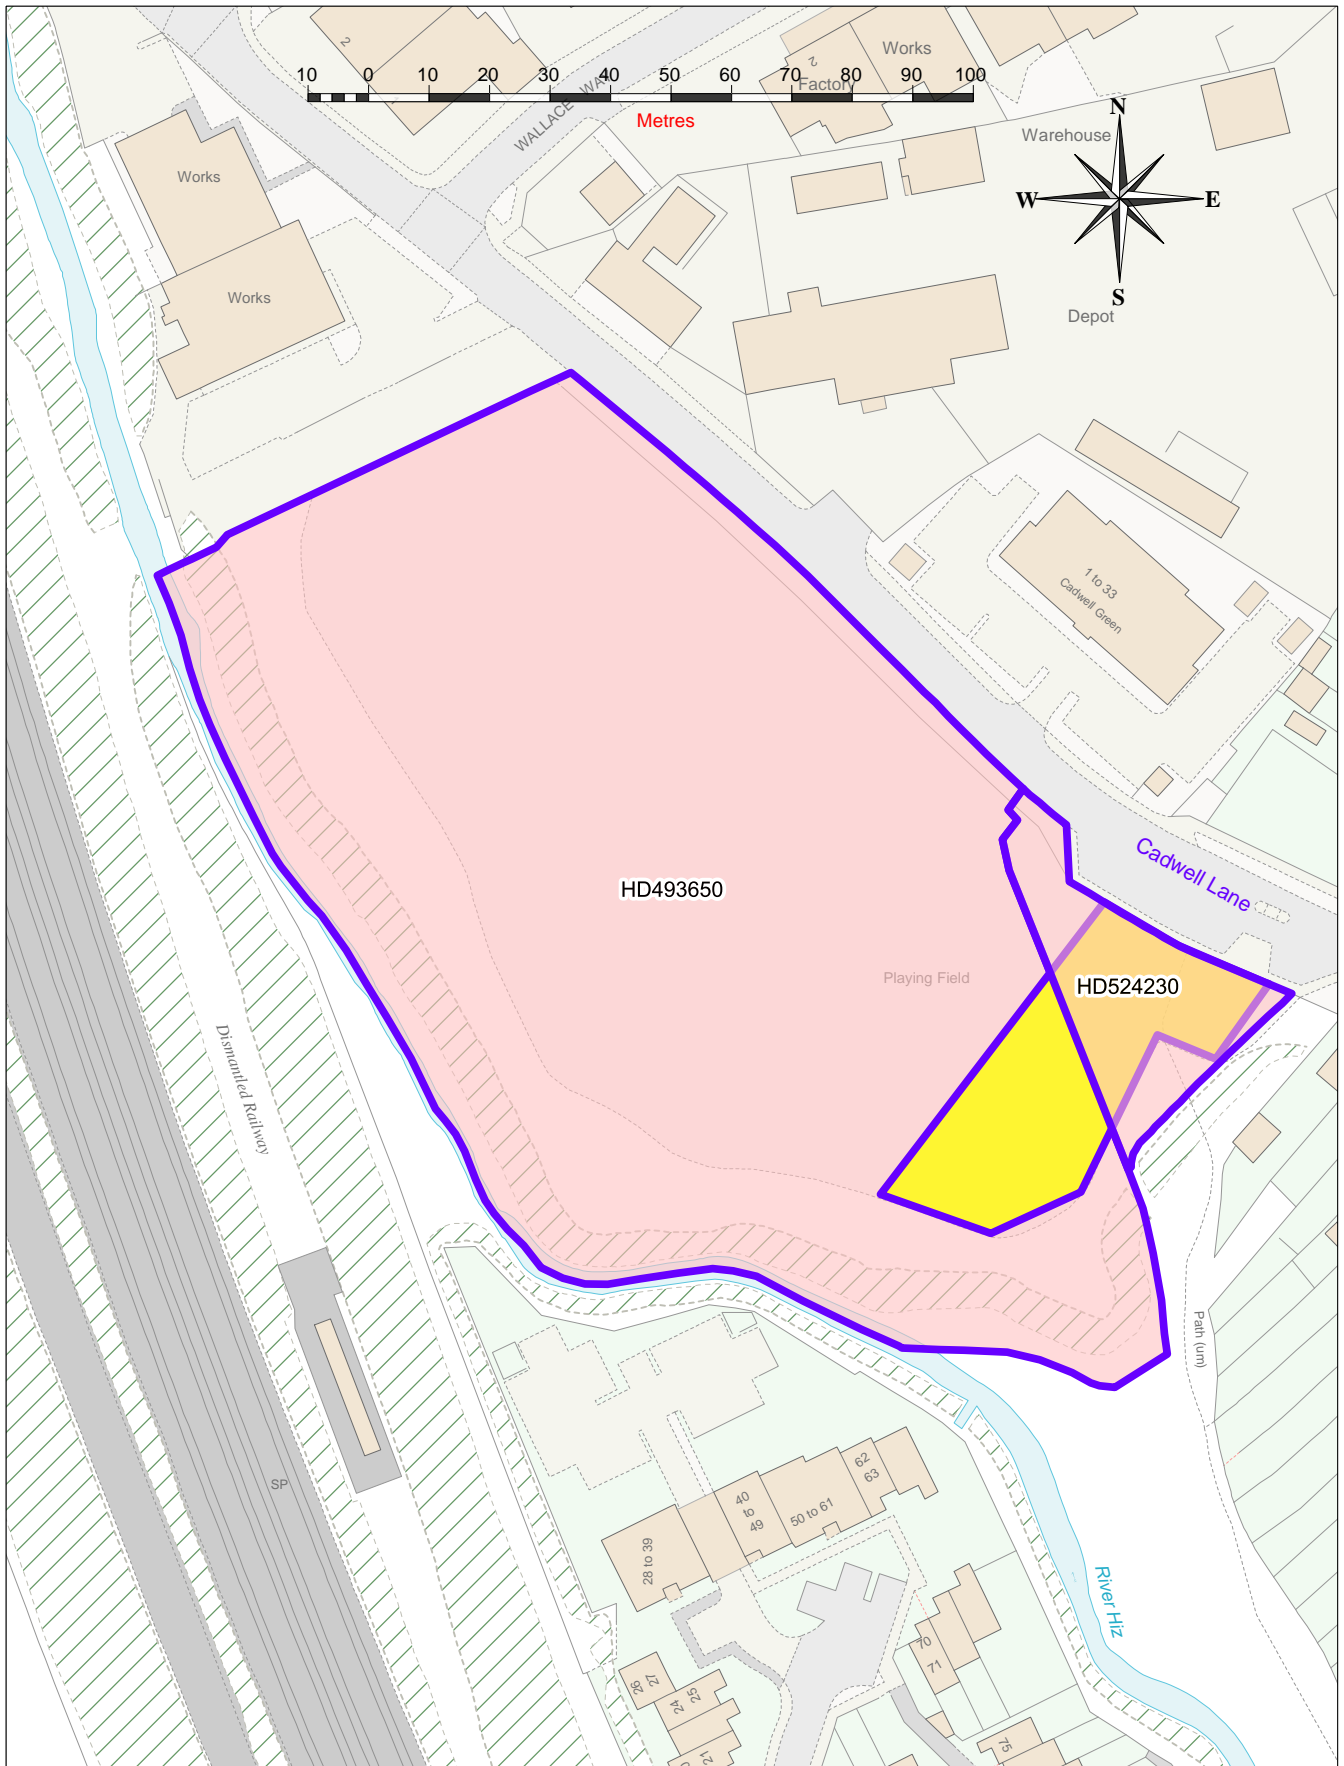 2
10 0 10 20 30 40 50 60 70 80 90 100
Metres
WALLACE WAY
2
Works
Factory
Warehouse
N
W
E
S
Depot
Works
Works
1 to 33
Cadwell Green
Cadwell Lane
HD493650
Playing Field
HD524230
Dismantled Railway
Path (um)
SP
28 to 39
40
to
49
50 to 61
62
63
River Hiz
70
71
26
27
24
25
21
75